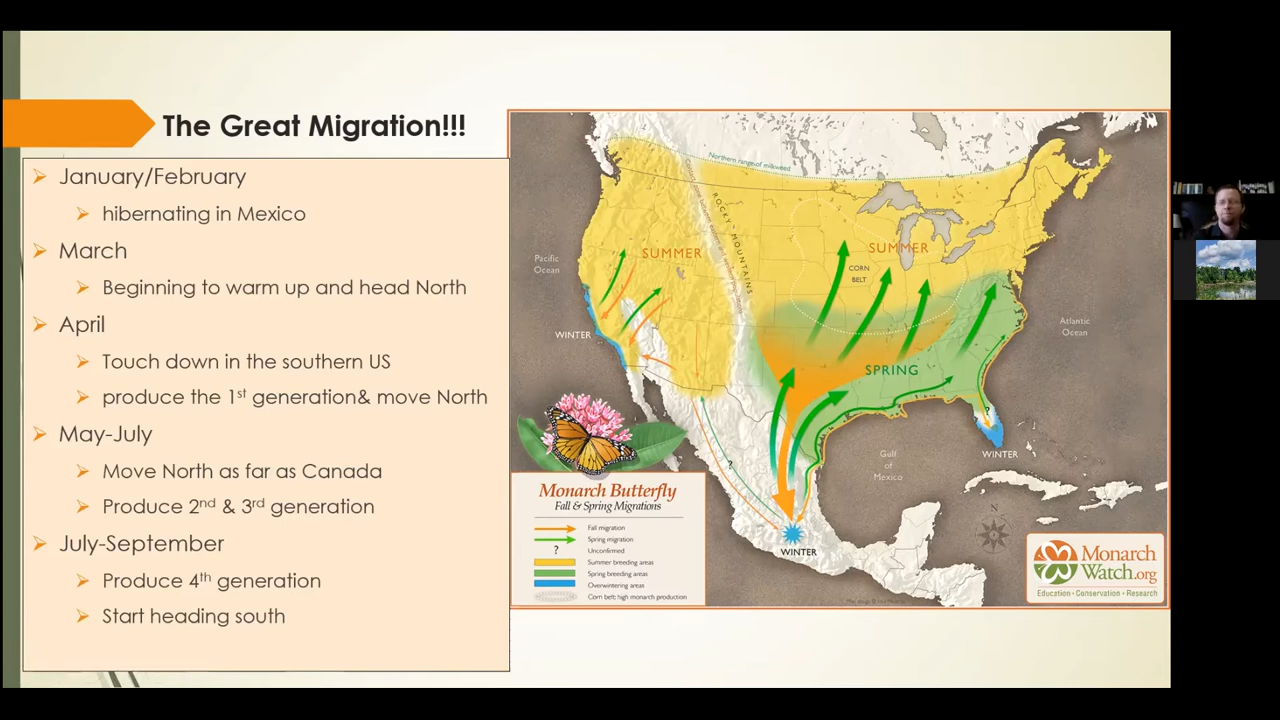 The Great Migration!!!
January/February
hibernating in Mexico
March
Beginning to warm up and head North
April
Touch down in the southern US
produce the 1st generation& move North
May-July
Move North as far as Canada
Produce 2nd & 3rd generation
July-September
Produce 4th generation
Start heading south
Northern range of milkweed
ROCKY MOUNTAINS
SUMMER
SUMMER
CORN
BELT
Pacific
Ocean
WINTER
Atlantic
Ocean
SPRING
?
?
WINTER
Gulf
of
Mexico
WINTER
N
Monarch Butterfly
Fall & Spring Migrations
Fall migration
Spring migration
? Unconfirmed
Summer breeding areas
Spring breeding areas
Overwintering areas
Corn belt: high monarch production
Monarch
Watch.org
Education • Conservation • Research